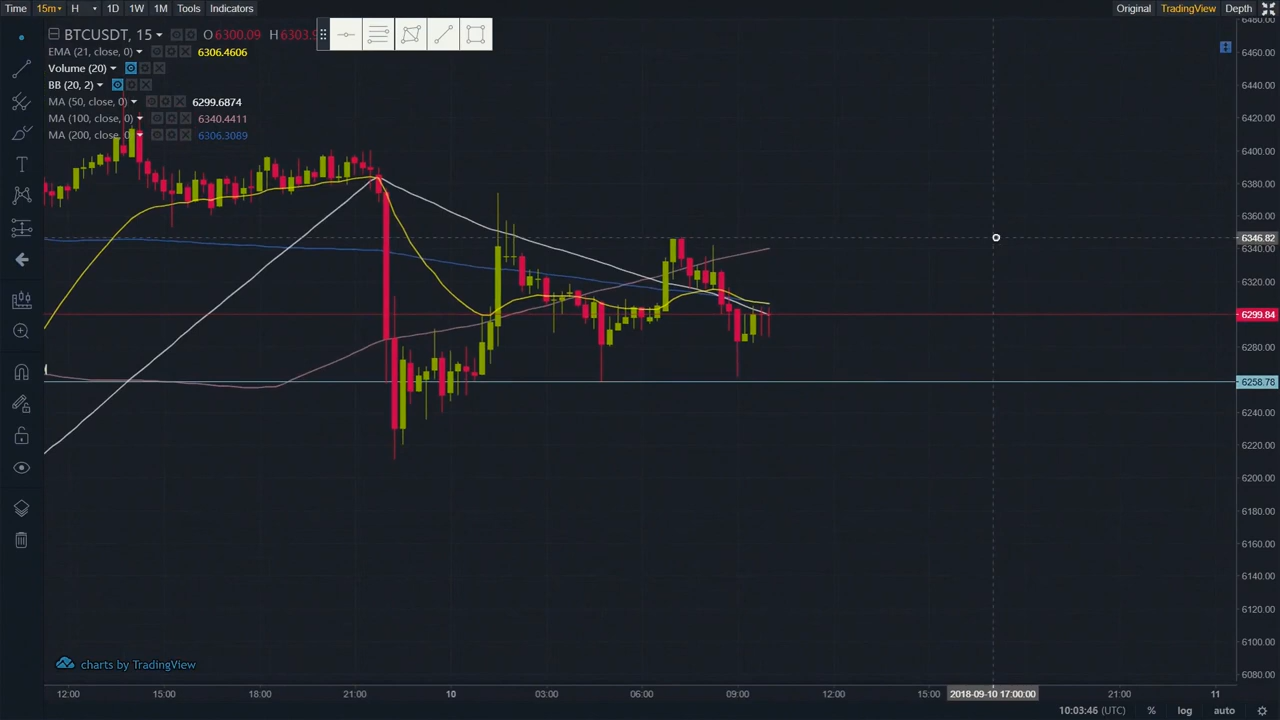 Time 15m H 1D 1W 1M Tools Indicators Original TradingView Depth
BTCUSDT, 15 O 6300.09 H 6303.9
EMA (21, close, 0) 6306.4606
Volume (20)
BB (20, 2)
MA (50, close, 0) 6299.6874
MA (100, close, 0) 6340.4411
MA (200, close, 0) 6306.3089
6480.00
6460.00
6440.00
6420.00
6400.00
6380.00
6360.00
6346.82
6340.00
6320.00
6299.84
6280.00
6258.78
6240.00
6220.00
6200.00
6180.00
6160.00
6140.00
6120.00
6100.00
6080.00
charts by TradingView
12:00 15:00 18:00 21:00 10 03:00 06:00 09:00 12:00 15:00 2018-09-10 17:00:00 21:00 11
10:03:46 (UTC) % log auto